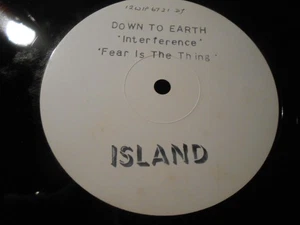 DOWN TO EARTH
"Interference"
"Fear Is The Thing"
ISLAND